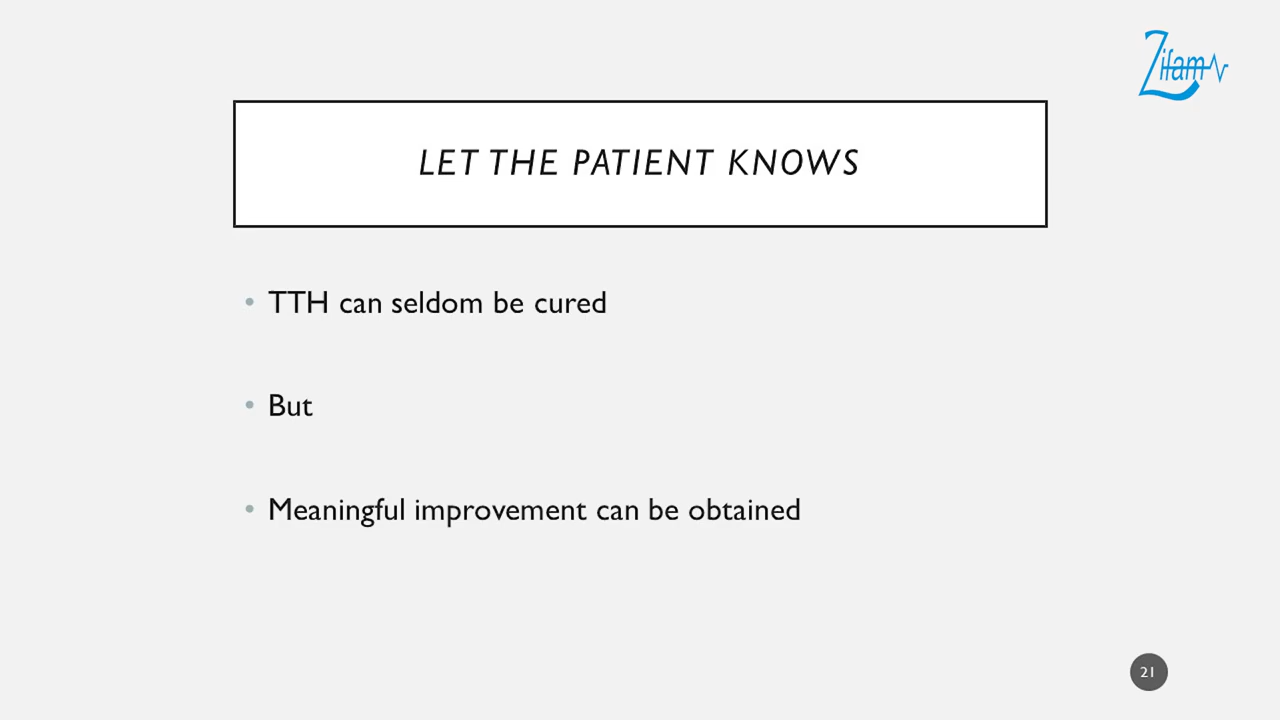 Zifam
LET THE PATIENT KNOWS
• TTH can seldom be cured
• But
• Meaningful improvement can be obtained
21